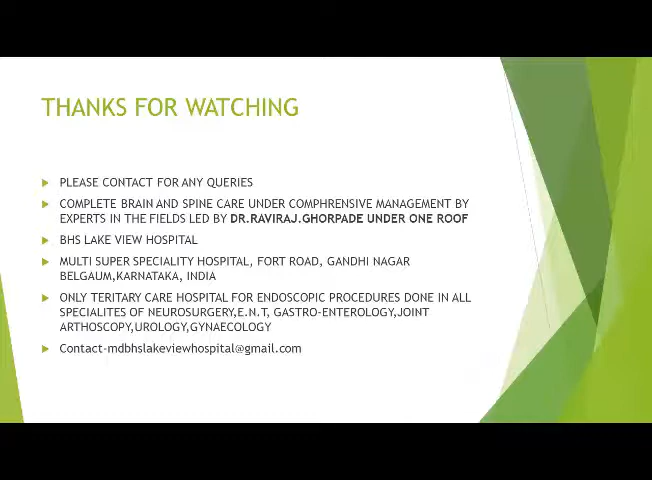 THANKS FOR WATCHING
PLEASE CONTACT FOR ANY QUERIES
COMPLETE BRAIN AND SPINE CARE UNDER COMPHRENSIVE MANAGEMENT BY
EXPERTS IN THE FIELDS LED BY DR.RAVIRAJ.GHORPADE UNDER ONE ROOF
BHS LAKE VIEW HOSPITAL
MULTI SUPER SPECIALITY HOSPITAL, FORT ROAD, GANDHI NAGAR
BELGAUM,KARNATAKA, INDIA
ONLY TERITARY CARE HOSPITAL FOR ENDOSCOPIC PROCEDURES DONE IN ALL
SPECIALITES OF NEUROSURGERY,E.N.T, GASTRO-ENTEROLOGY,JOINT
ARTHOSCOPY,UROLOGY,GYNAECOLOGY
Contact-mdbhslakeviewhospital@gmail.com